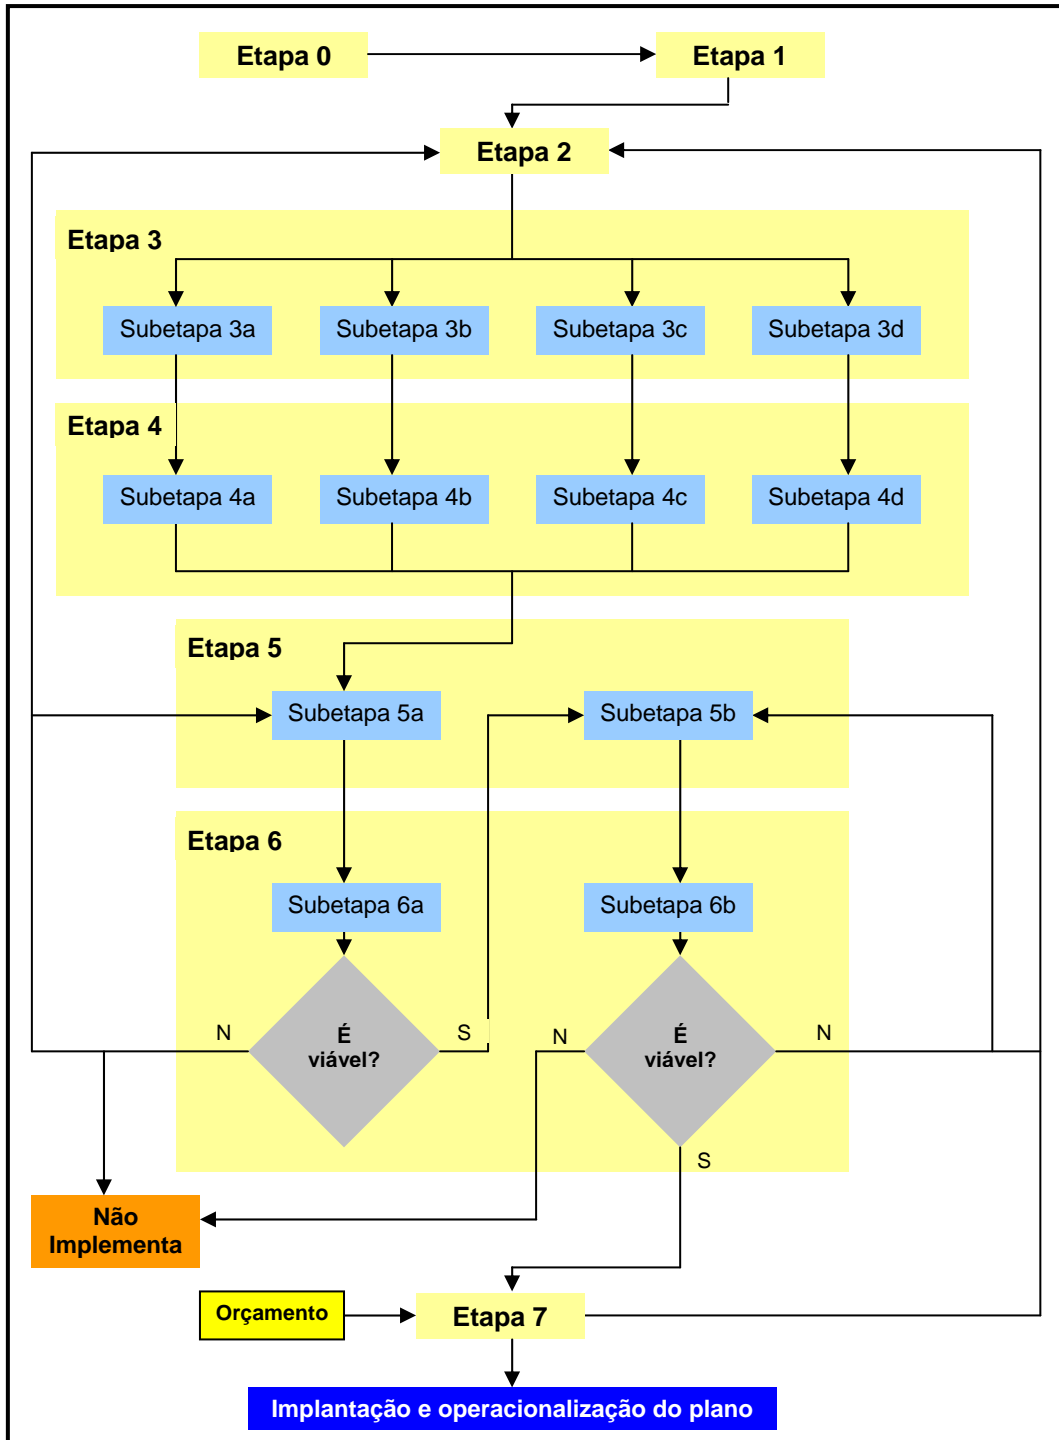 Etapa 0
Etapa 1
Etapa 2
Etapa 3
Subetapa 3a
Subetapa 3b
Subetapa 3c
Subetapa 3d
Etapa 4
Subetapa 4a
Subetapa 4b
Subetapa 4c
Subetapa 4d
Etapa 5
Subetapa 5a
Subetapa 5b
Etapa 6
Subetapa 6a
Subetapa 6b
N
É
viável?
S
N
É
viável?
N
S
Não
Implementa
Orçamento
Etapa 7
Implantação e operacionalização do plano